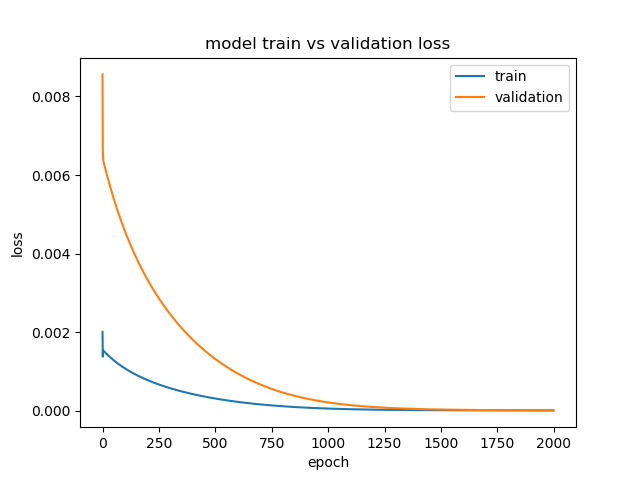 model train vs validation loss
train
validation
0.008
0.006
0.004
0.002
0.000
loss
0 250 500 750 1000 1250 1500 1750 2000
epoch